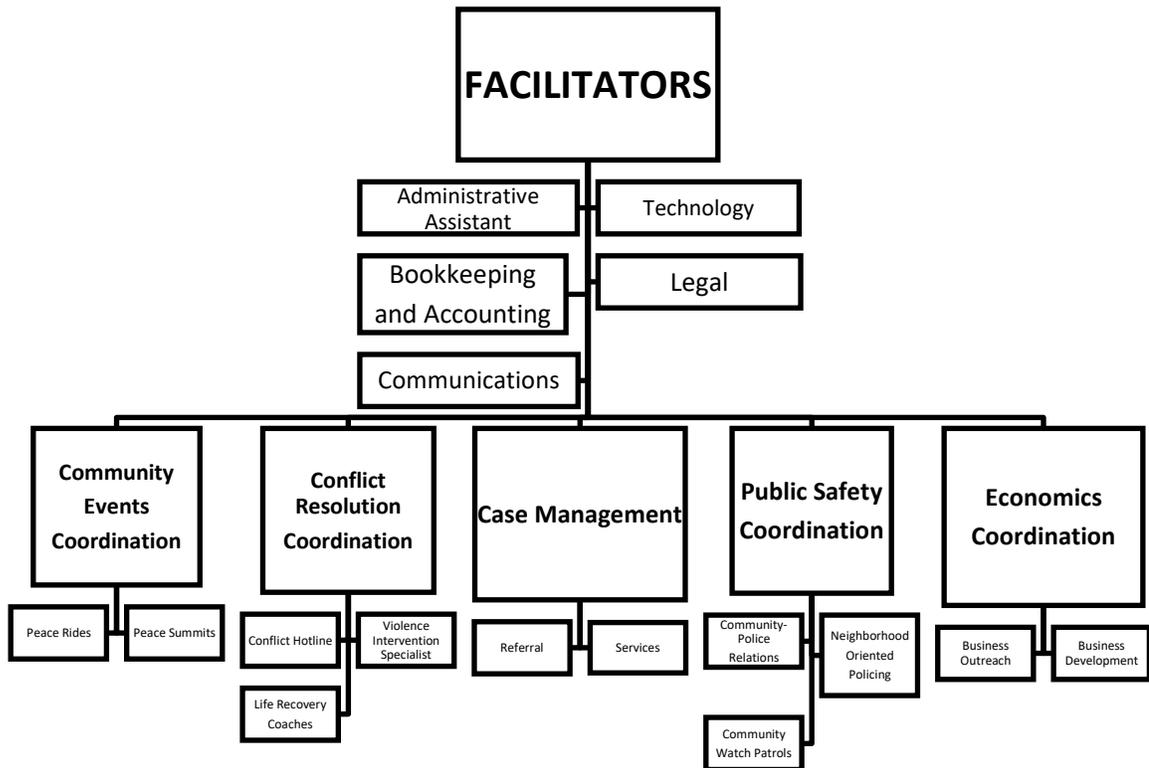 FACILITATORS
Administrative
Assistant
Technology
Bookkeeping
and Accounting
Legal
Communications
Community
Events
Coordination
Conflict
Resolution
Coordination
Case Management
Public Safety
Coordination
Economics
Coordination
Peace Rides
Peace Summits
Conflict Hotline
Violence
Intervention
Specialist
Life Recovery
Coaches
Referral
Services
Community-
Police
Relations
Neighborhood
Oriented
Policing
Community
Watch Patrols
Business
Outreach
Business
Development